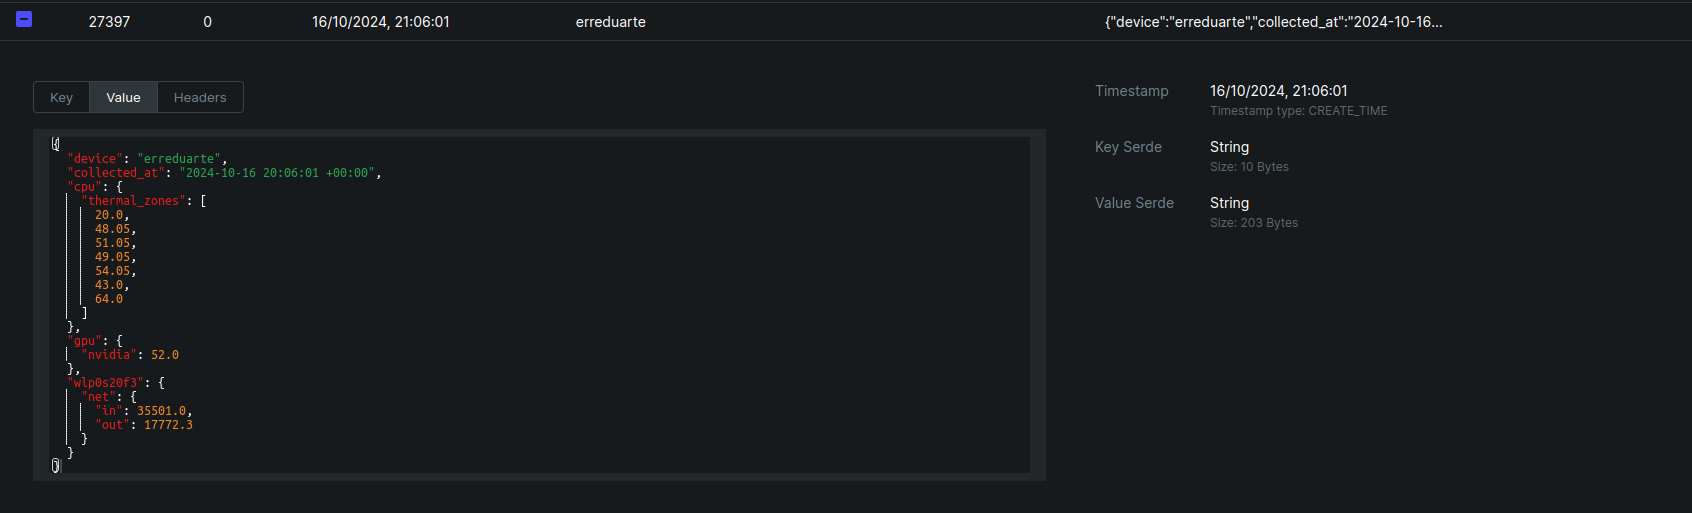 27397 0 16/10/2024, 21:06:01 erreduarte {"device":"erreduarte","collected_at":"2024-10-16...
Key Value Headers
{
"device": "erreduarte",
"collected_at": "2024-10-16 20:06:01 +00:00",
"cpu": {
"thermal_zones": [
20.0,
48.05,
51.05,
49.05,
54.05,
43.0,
64.0
]
},
"gpu": {
"nvidia": 52.0
},
"wlp0s20f3": {
"net": {
"in": 35501.0,
"out": 17772.3
}
}
}
Timestamp 16/10/2024, 21:06:01
Timestamp type: CREATE_TIME
Key Serde String
Size: 10 Bytes
Value Serde String
Size: 203 Bytes